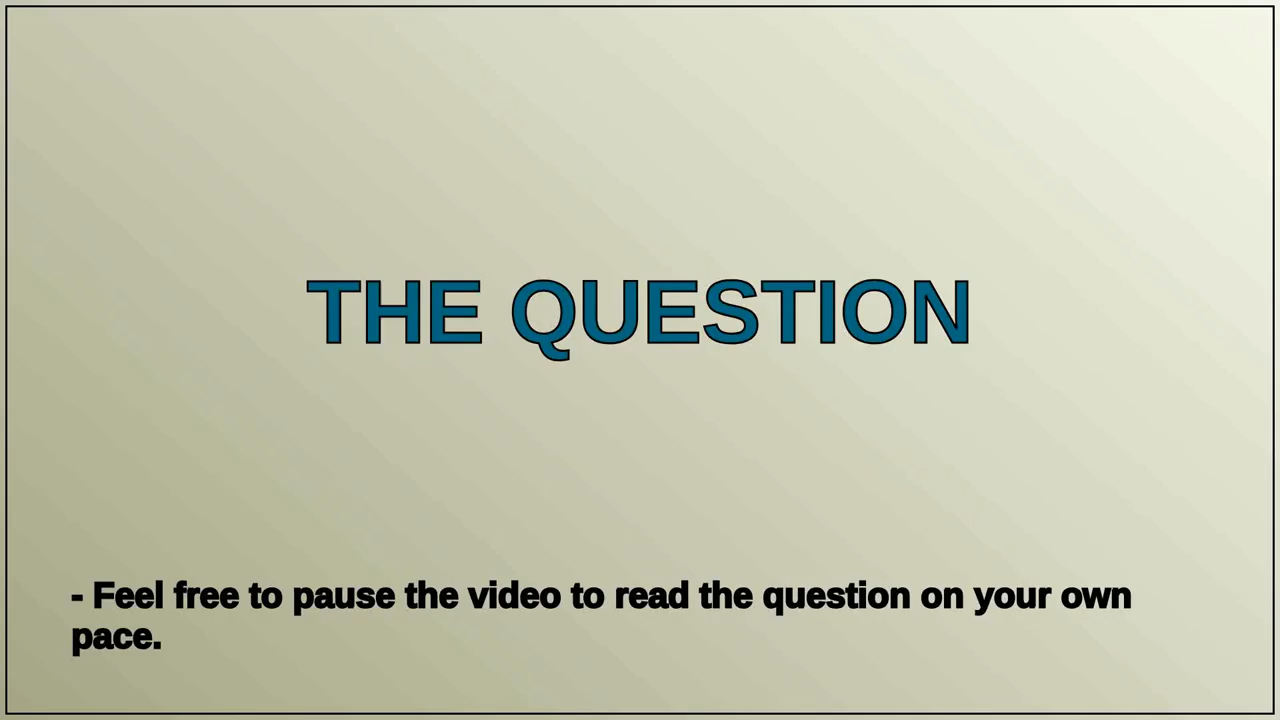 THE QUESTION
- Feel free to pause the video to read the question on your own
pace.